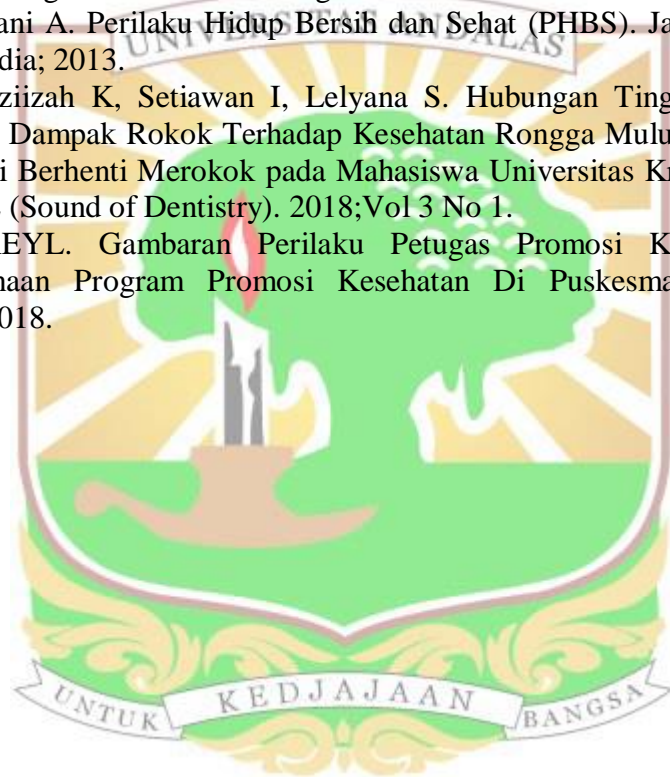 ani A. Perilaku Hidup Bersih dan Sehat (PHBS). Ja
dia; 2013.
UNIVERSITAS ANDALAS
ziizah K, Setiawan I, Lelyana S. Hubungan Ting
Dampak Rokok Terhadap Kesehatan Rongga Mulu
i Berhenti Merokok pada Mahasiswa Universitas Kr
(Sound of Dentistry). 2018;Vol 3 No 1.
EYL. Gambaran Perilaku Petugas Promosi K
naan Program Promosi Kesehatan Di Puskesma
018.
UNTUK KEDJAJAAN BANGSA